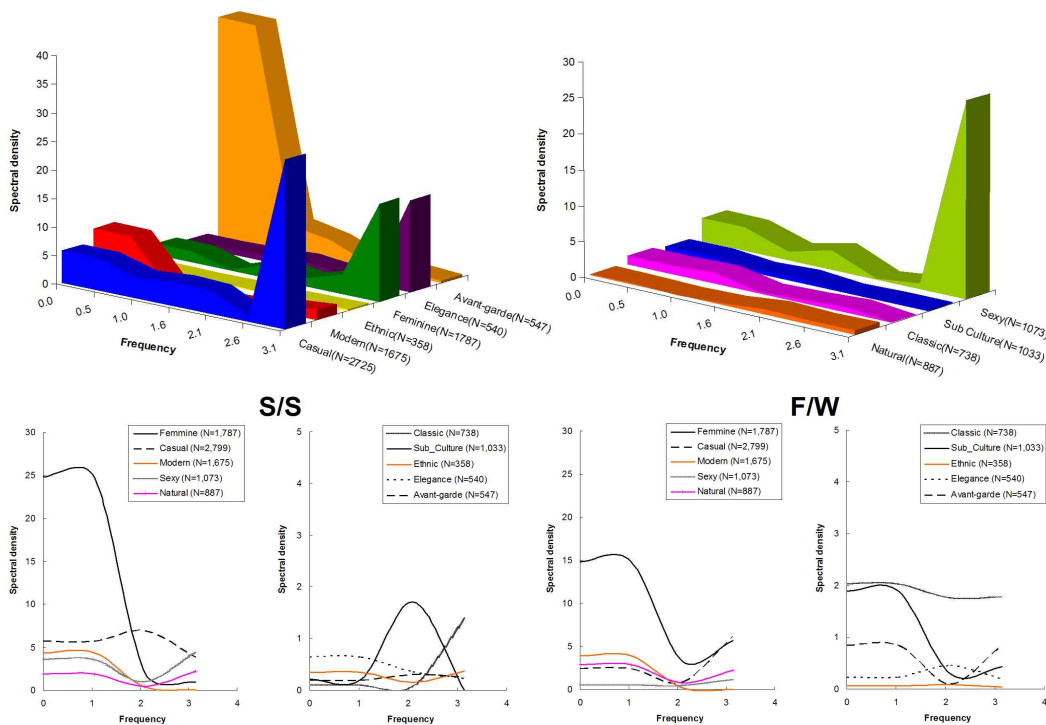 Spectral density
40
35
30
25
20
15
10
5
0
0.0
0.5
1.0
1.6
2.1
2.6
3.1
Frequency
Avant-garde(N=547)
Elegance(N=540)
Feminine(N=1787)
Ethnic(N=358)
Modern(N=1675)
Casual(N=2725)
Spectral density
30
25
20
15
10
5
0
0.0
0.5
1.0
1.6
2.1
2.6
3.1
Frequency
Sexy(N=1073)
Sub Culture(N=1033)
Classic(N=738)
Natural(N=887)
S/S
F/W
Spectral density
30
25
20
15
10
5
0
0
1
2
3
4
Frequency
Femmine (N=1,787)
Casual (N=2,799)
Modern (N=1,675)
Sexy (N=1,073)
Natural (N=887)
Spectral density
5
4
3
2
1
0
0
1
2
3
4
Frequency
Classic (N=738)
Sub_Culture (N=1,033)
Ethnic (N=358)
Elegance (N=540)
Avant-garde (N=547)
Spectral density
30
25
20
15
10
5
0
0
1
2
3
4
Frequency
Femmine (N=1,787)
Casual (N=2,799)
Modern (N=1,675)
Sexy (N=1,073)
Natural (N=887)
Spectral density
5
4
3
2
1
0
0
1
2
3
4
Frequency
Classic (N=738)
Sub_Culture (N=1,033)
Ethnic (N=358)
Elegance (N=540)
Avant-garde (N=547)